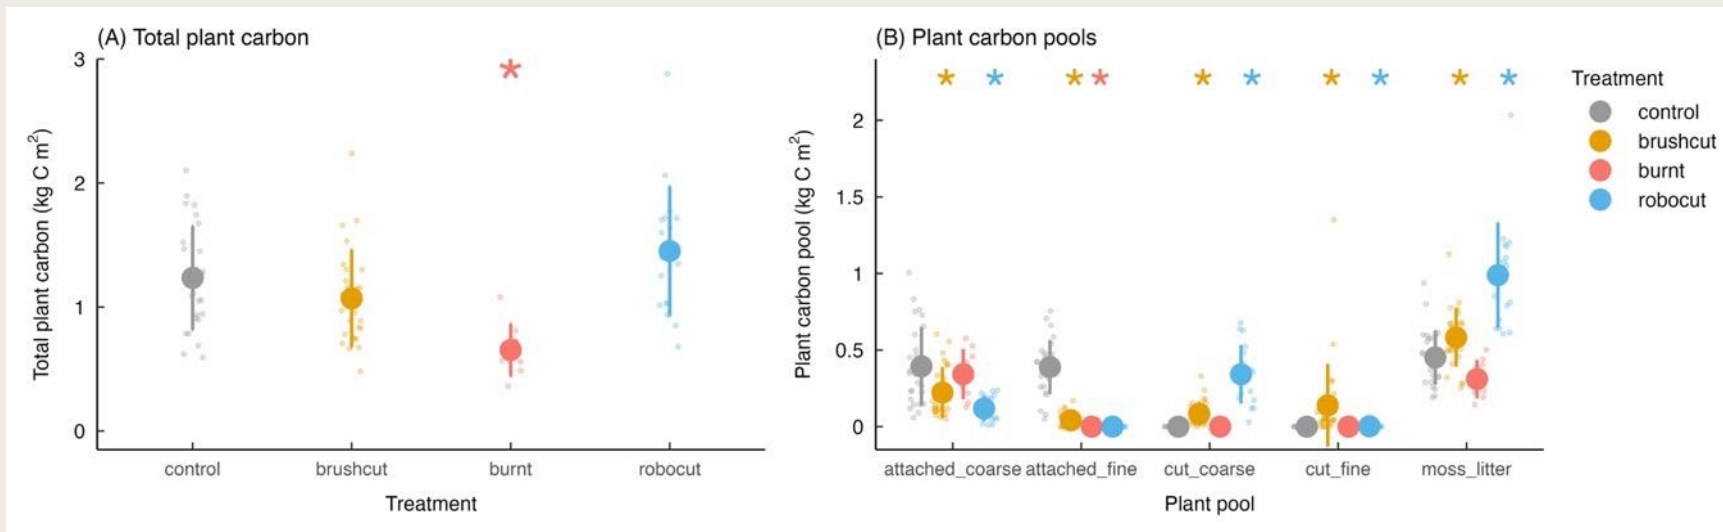 (A) Total plant carbon
3
2
1
0
Total plant carbon (kg C m²)
control brushcut burnt robocut
Treatment
(B) Plant carbon pools
2
1.5
1
0.5
0
Plant carbon pool (kg C m²)
attached_coarse attached_fine cut_coarse cut_fine moss_litter
Plant pool
Treatment
control
brushcut
burnt
robocut